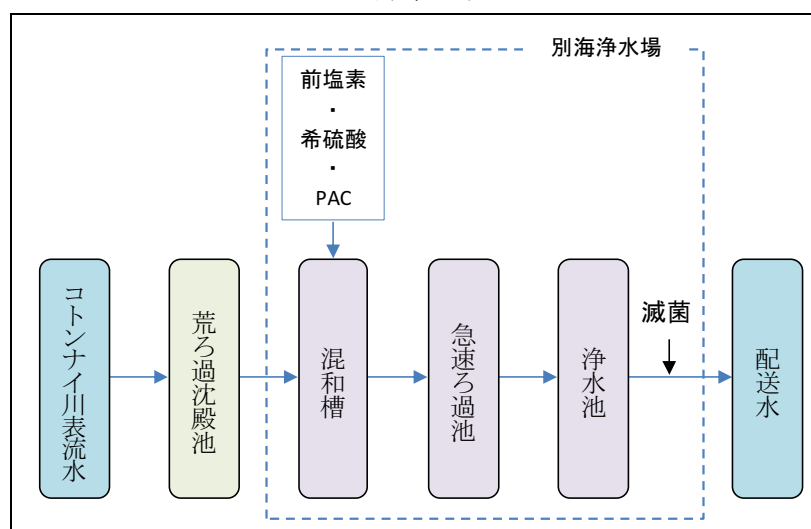 別海浄水場
前塩素
・
希硫酸
・
PAC
コトンナイ川表流水
荒ろ過沈殿池
混和槽
急速ろ過池
浄水池
滅菌
配送水